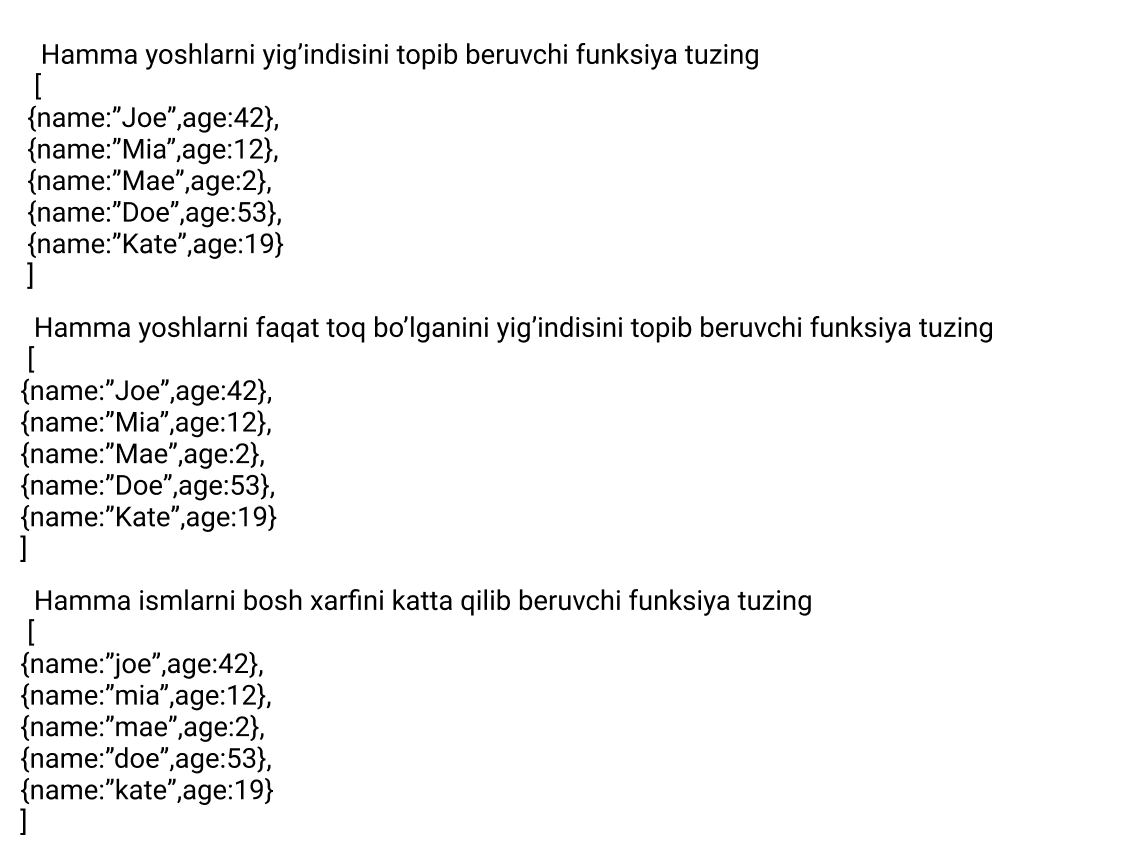 Hamma yoshlarni yig’indisini topib beruvchi funksiya tuzing
[
{name:”Joe”,age:42},
{name:”Mia”,age:12},
{name:”Mae”,age:2},
{name:”Doe”,age:53},
{name:”Kate”,age:19}
]
Hamma yoshlarni faqat toq bo’lganini yig’indisini topib beruvchi funksiya tuzing
[
{name:”Joe”,age:42},
{name:”Mia”,age:12},
{name:”Mae”,age:2},
{name:”Doe”,age:53},
{name:”Kate”,age:19}
]
Hamma ismlarni bosh xarfini katta qilib beruvchi funksiya tuzing
[
{name:”joe”,age:42},
{name:”mia”,age:12},
{name:”mae”,age:2},
{name:”doe”,age:53},
{name:”kate”,age:19}
]